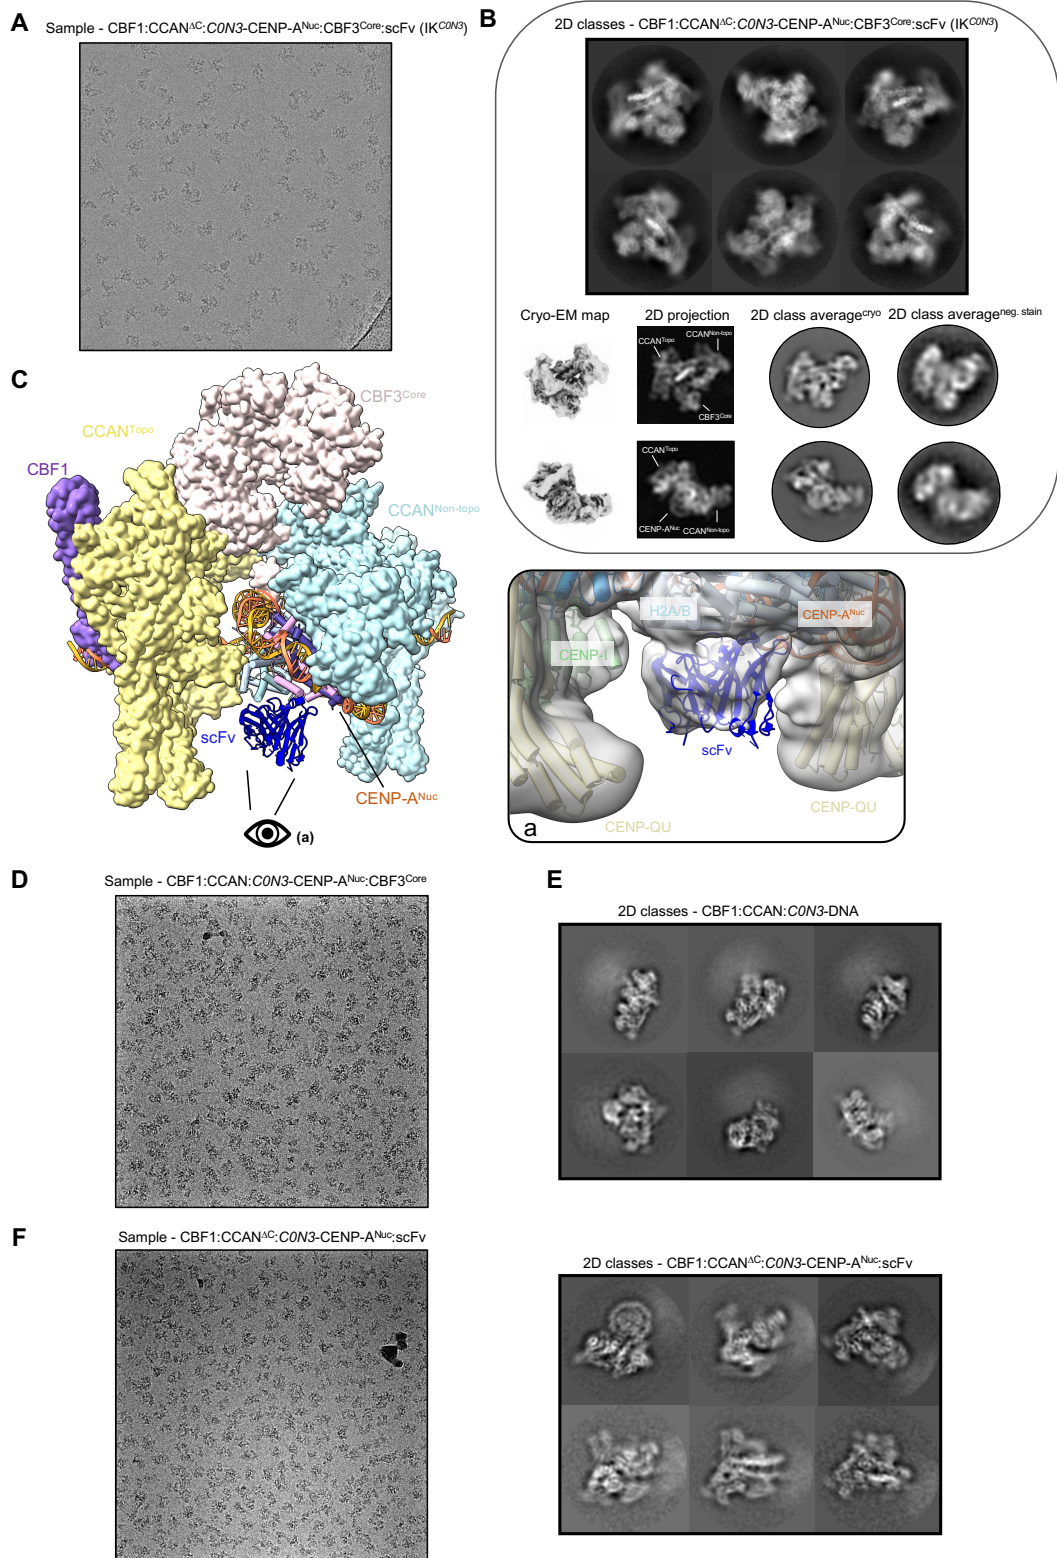 A
Sample - CBF1:CCANΔC:C0N3-CENP-ANuc:CBF3Core:scFv (IKC0N3)
B
2D classes - CBF1:CCANΔC:C0N3-CENP-ANuc:CBF3Core:scFv (IKC0N3)
Cryo-EM map
2D projection
2D class averagecryo
2D class averageneg. stain
CCANTopo
CCANNon-topo
CBF3Core
CCANTopo
CENP-ANuc
CCANNon-topo
C
CBF3Core
CCANTopo
CBF1
CCANNon-topo
scFv
CENP-ANuc
(a)
H2A/B
CENP-ANuc
CENP-I
scFv
CENP-QU
CENP-QU
a
D
Sample - CBF1:CCAN:C0N3-CENP-ANuc:CBF3Core
E
2D classes - CBF1:CCAN:C0N3-DNA
F
Sample - CBF1:CCANΔC:C0N3-CENP-ANuc:scFv
2D classes - CBF1:CCANΔC:C0N3-CENP-ANuc:scFv